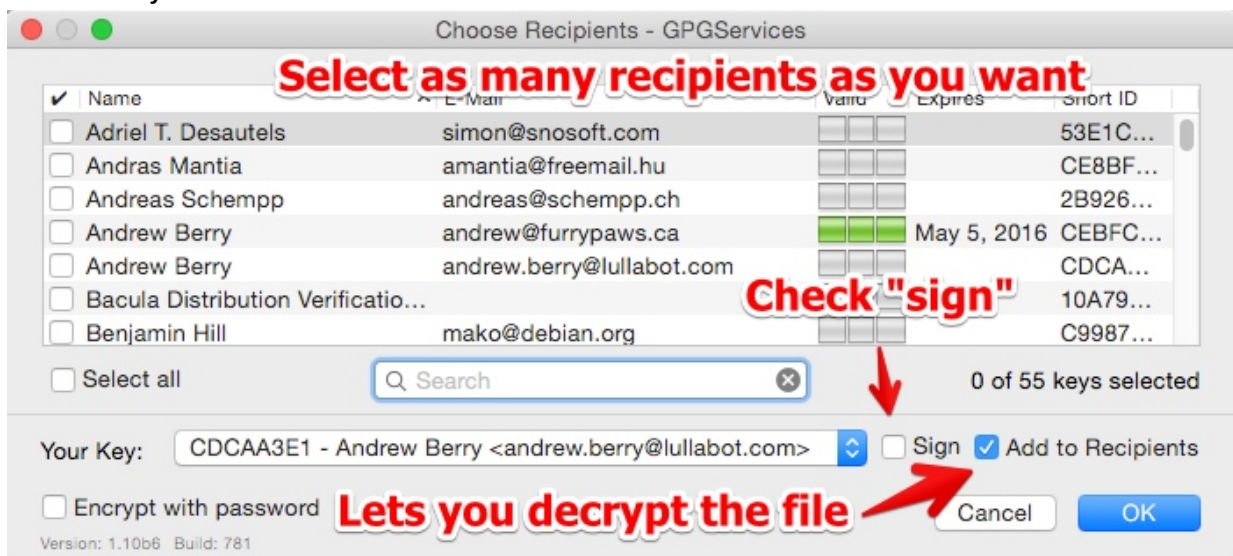 Choose Recipients - GPGServices
Select as many recipients as you want
✔ Name E-Mail Valid Expires Short ID
Adriel T. Desautels simon@snosoft.com 53E1C...
Andras Mantia amantia@freemail.hu CE8BF...
Andreas Schempp andreas@schempp.ch 2B926...
Andrew Berry andrew@furrypaws.ca May 5, 2016 CEBFC...
Andrew Berry andrew.berry@lullabot.com CDCA...
Bacula Distribution Verificatio... 10A79...
Check "sign"
Benjamin Hill mako@debian.org C9987...
Select all Search 0 of 55 keys selected
Your Key: CDCAA3E1 - Andrew Berry <andrew.berry@lullabot.com> Sign Add to Recipients
Encrypt with password Lets you decrypt the file Cancel OK
Version: 1.10b6 Build: 781